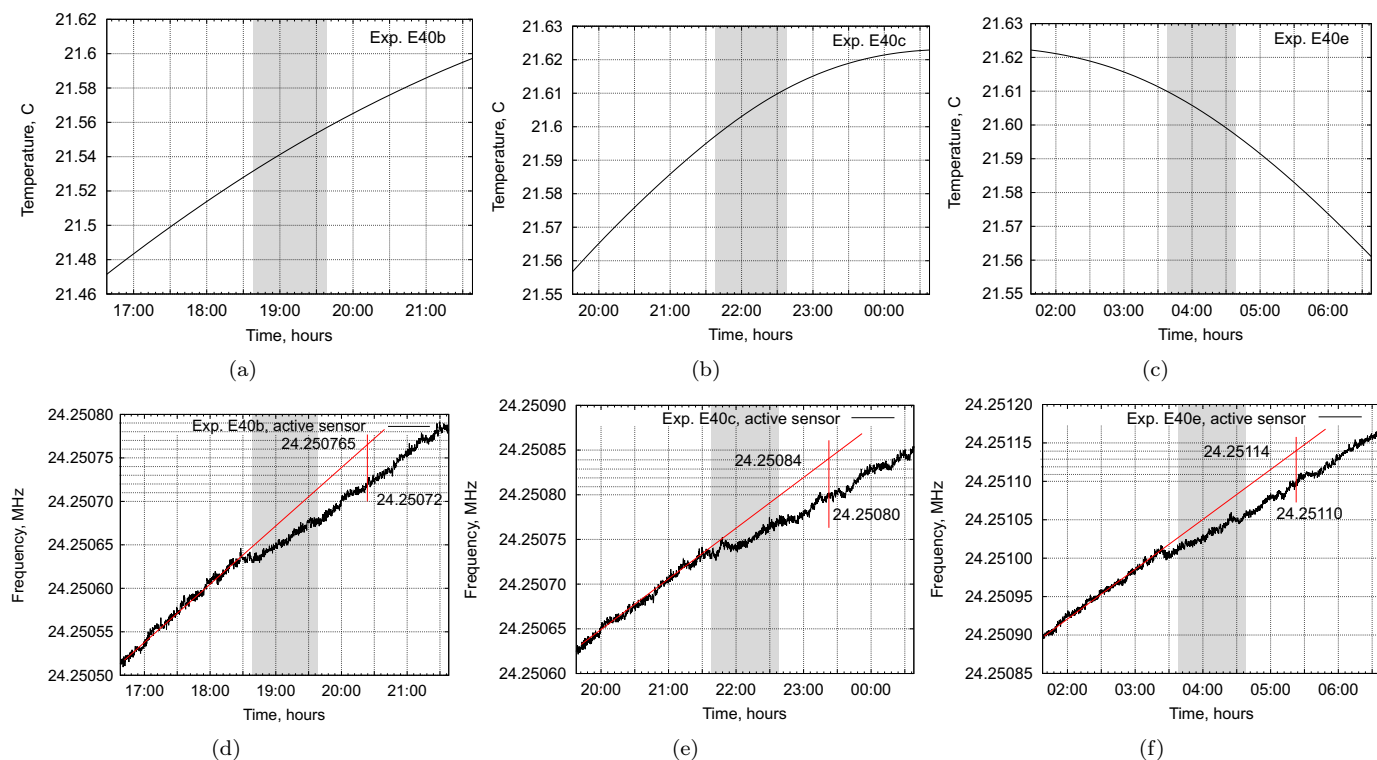 21.62
21.6
21.58
21.56
21.54
21.52
21.5
21.48
21.46
Temperature, C
Exp. E40b
17:00 18:00 19:00 20:00 21:00
Time, hours
(a)
21.63
21.62
21.61
21.6
21.59
21.58
21.57
21.56
21.55
Temperature, C
Exp. E40c
20:00 21:00 22:00 23:00 00:00
Time, hours
(b)
21.63
21.62
21.61
21.60
21.59
21.58
21.57
21.56
21.55
Temperature, C
Exp. E40e
02:00 03:00 04:00 05:00 06:00
Time, hours
(c)
24.25080
24.25075
24.25070
24.25065
24.25060
24.25055
24.25050
Frequency, MHz
Exp. E40b, active sensor
24.250765
24.25072
17:00 18:00 19:00 20:00 21:00
Time, hours
(d)
24.25090
24.25085
24.25080
24.25075
24.25070
24.25065
24.25060
Frequency, MHz
Exp. E40c, active sensor
24.25084
24.25080
20:00 21:00 22:00 23:00 00:00
Time, hours
(e)
24.25120
24.25115
24.25110
24.25105
24.25100
24.25095
24.25090
24.25085
Frequency, MHz
Exp. E40e, active sensor
24.25114
24.25110
02:00 03:00 04:00 05:00 06:00
Time, hours
(f)